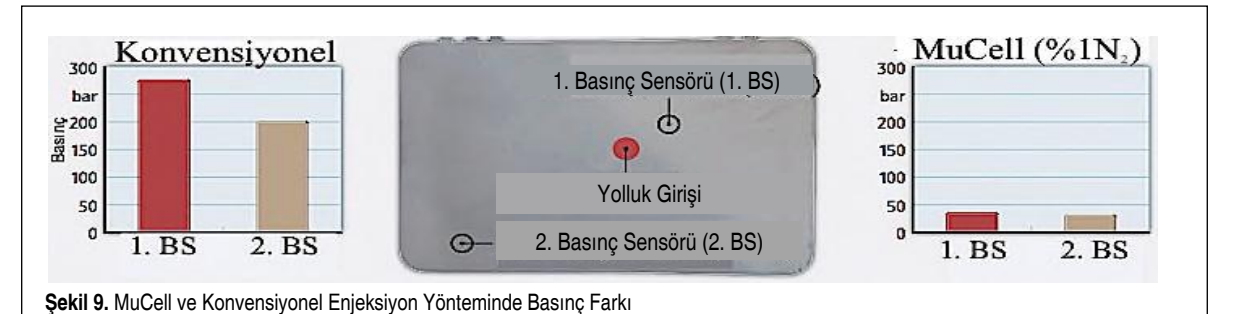 Konvensiyonel
300
bar
200
150
100
50
0
Basınç
1. BS
2. BS
1. Basınç Sensörü (1. BS)
Yolluk Girişi
2. Basınç Sensörü (2. BS)
MuCell (%1N₂)
300
bar
200
150
100
50
0
1. BS
2. BS
Şekil 9. MuCell ve Konvensiyonel Enjeksiyon Yönteminde Basınç Farkı